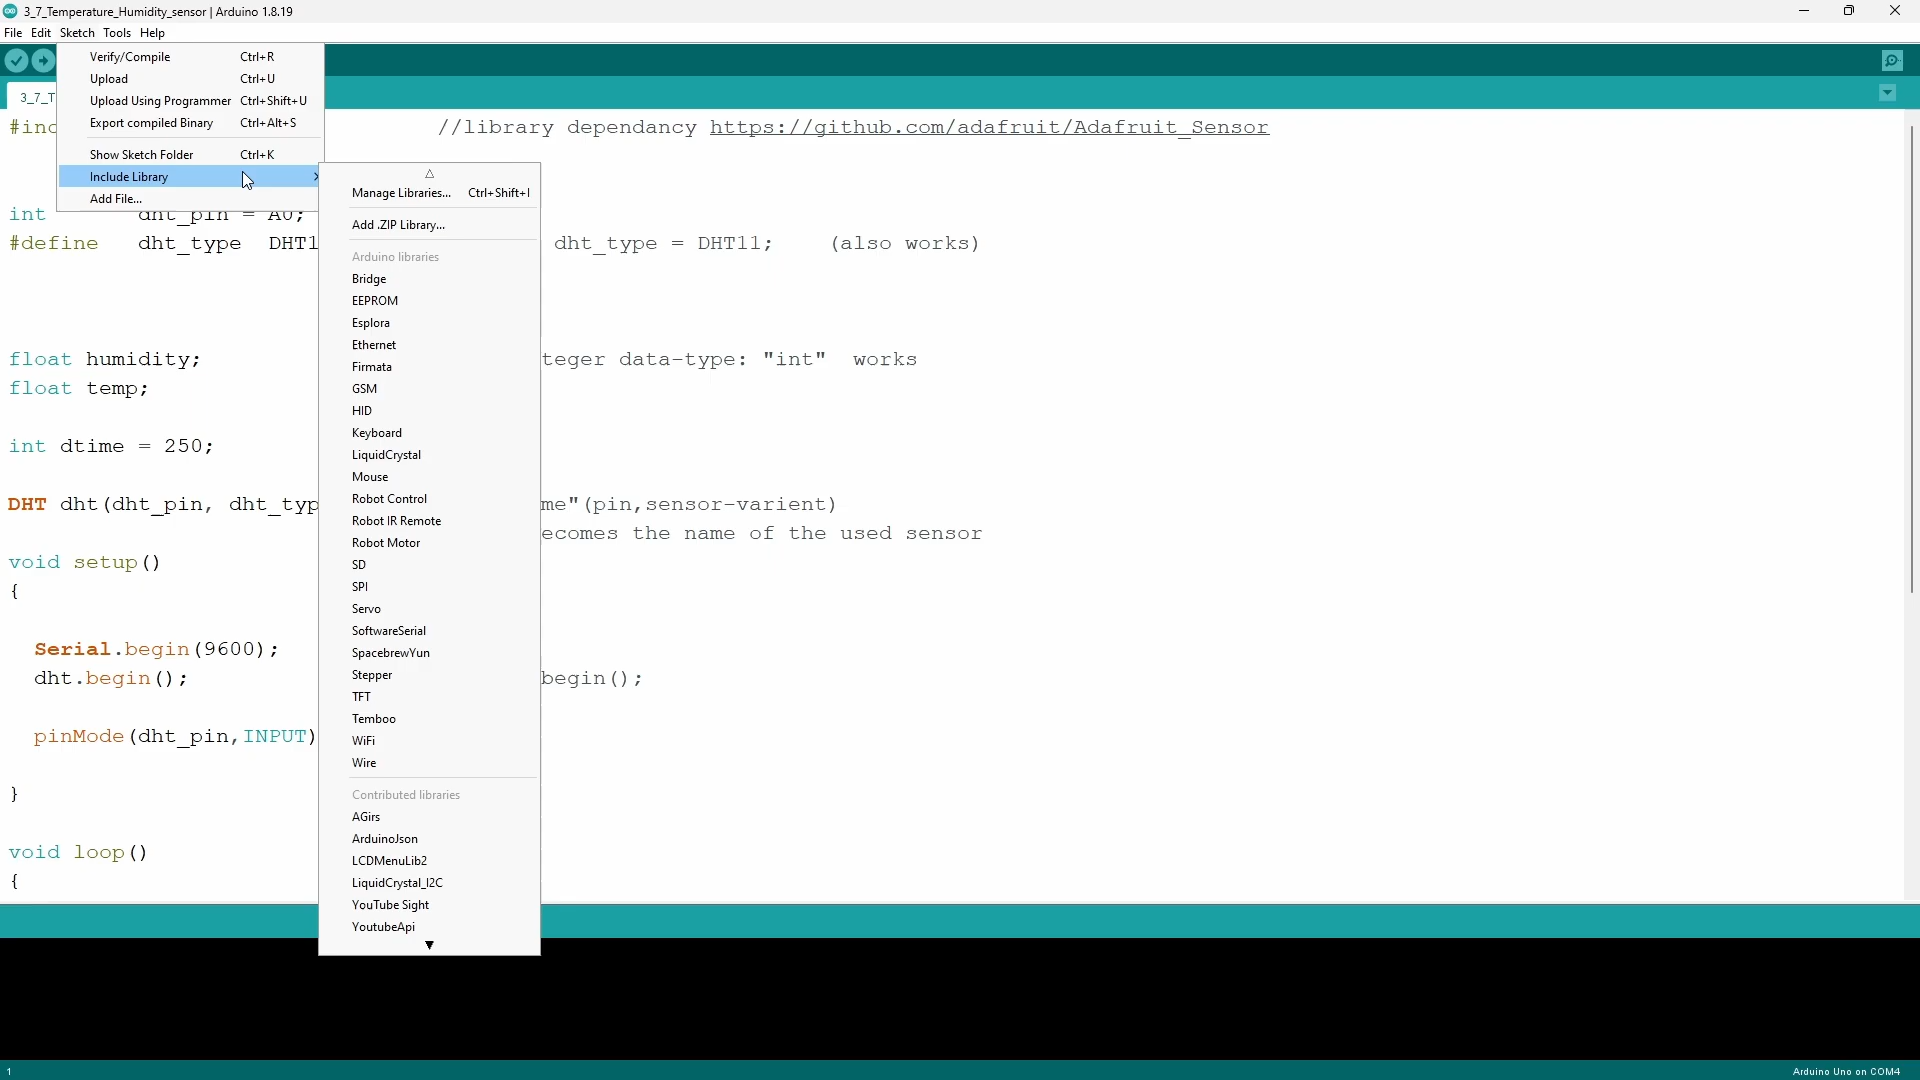 3_7_Temperature_Humidity_sensor | Arduino 1.8.19
File Edit Sketch Tools Help
Verify/Compile Ctrl+R
Upload Ctrl+U
Upload Using Programmer Ctrl+Shift+U
Export compiled Binary Ctrl+Alt+S
Show Sketch Folder Ctrl+K
Include Library
Add File...
3_7_T
Manage Libraries... Ctrl+Shift+I
Add .ZIP Library...
Arduino libraries
Bridge
EEPROM
Esplora
Ethernet
Firmata
GSM
HID
Keyboard
LiquidCrystal
Mouse
Robot Control
Robot IR Remote
Robot Motor
SD
SPI
Servo
SoftwareSerial
SpacebrewYun
Stepper
TFT
Temboo
WiFi
Wire
Contributed libraries
AGirs
ArduinoJson
LCDMenuLib2
LiquidCrystal_I2C
YouTube Sight
YoutubeApi
#inc //library dependancy https://github.com/adafruit/Adafruit_Sensor
int dht_pin = A0;
#define dht_type DHT1 dht_type = DHT11; (also works)
float humidity; teger data-type: "int" works
float temp;
int dtime = 250;
DHT dht(dht_pin, dht_typ me"(pin,sensor-varient)
ecomes the name of the used sensor
void setup()
{
Serial.begin(9600);
dht.begin(); begin();
pinMode(dht_pin,INPUT)
}
void loop()
{
1
Arduino Uno on COM4